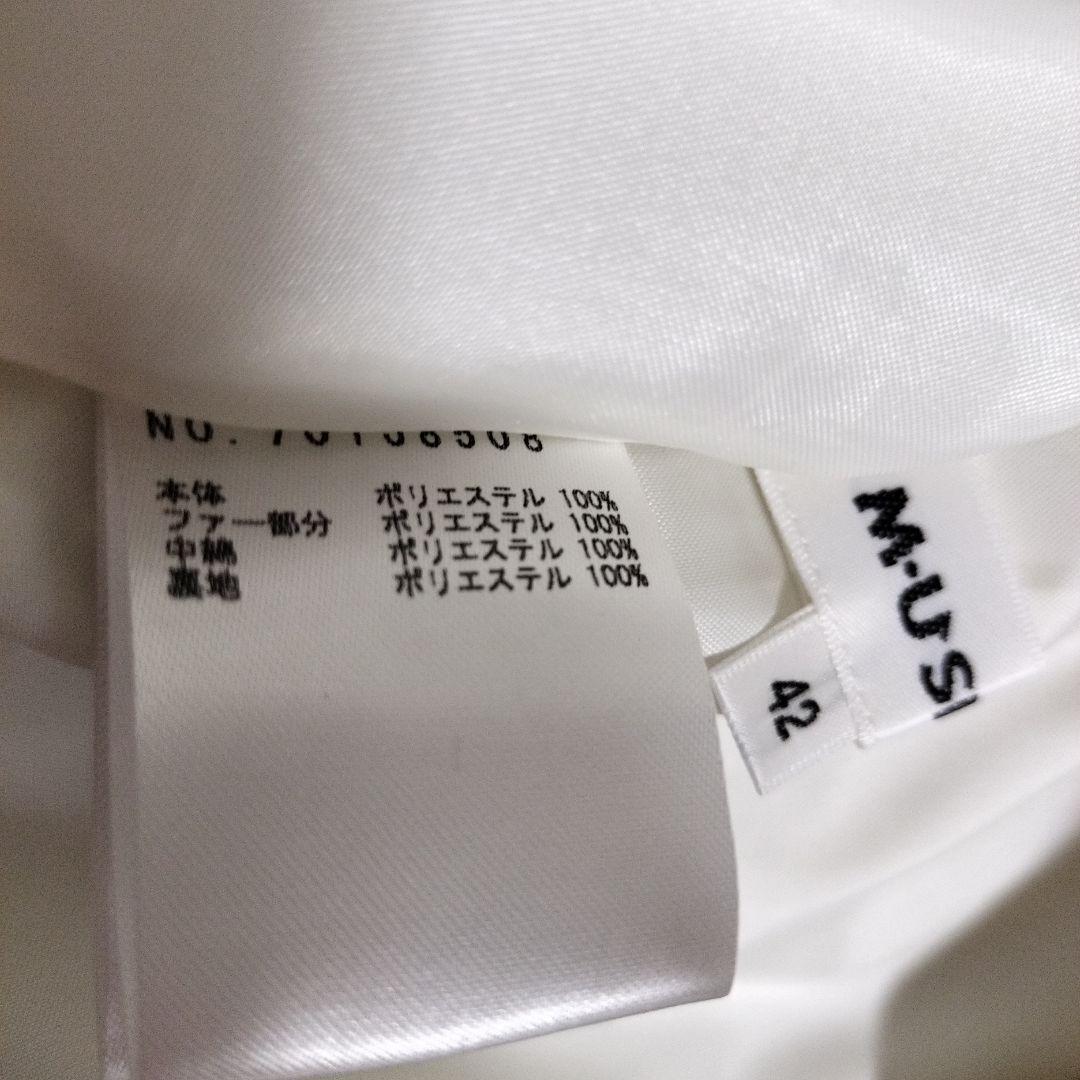 本体 ポリエステル 100%
ファー部分 ポリエステル 100%
中綿 ポリエステル 100%
裏地 ポリエステル 100%
NO.
42
M-US